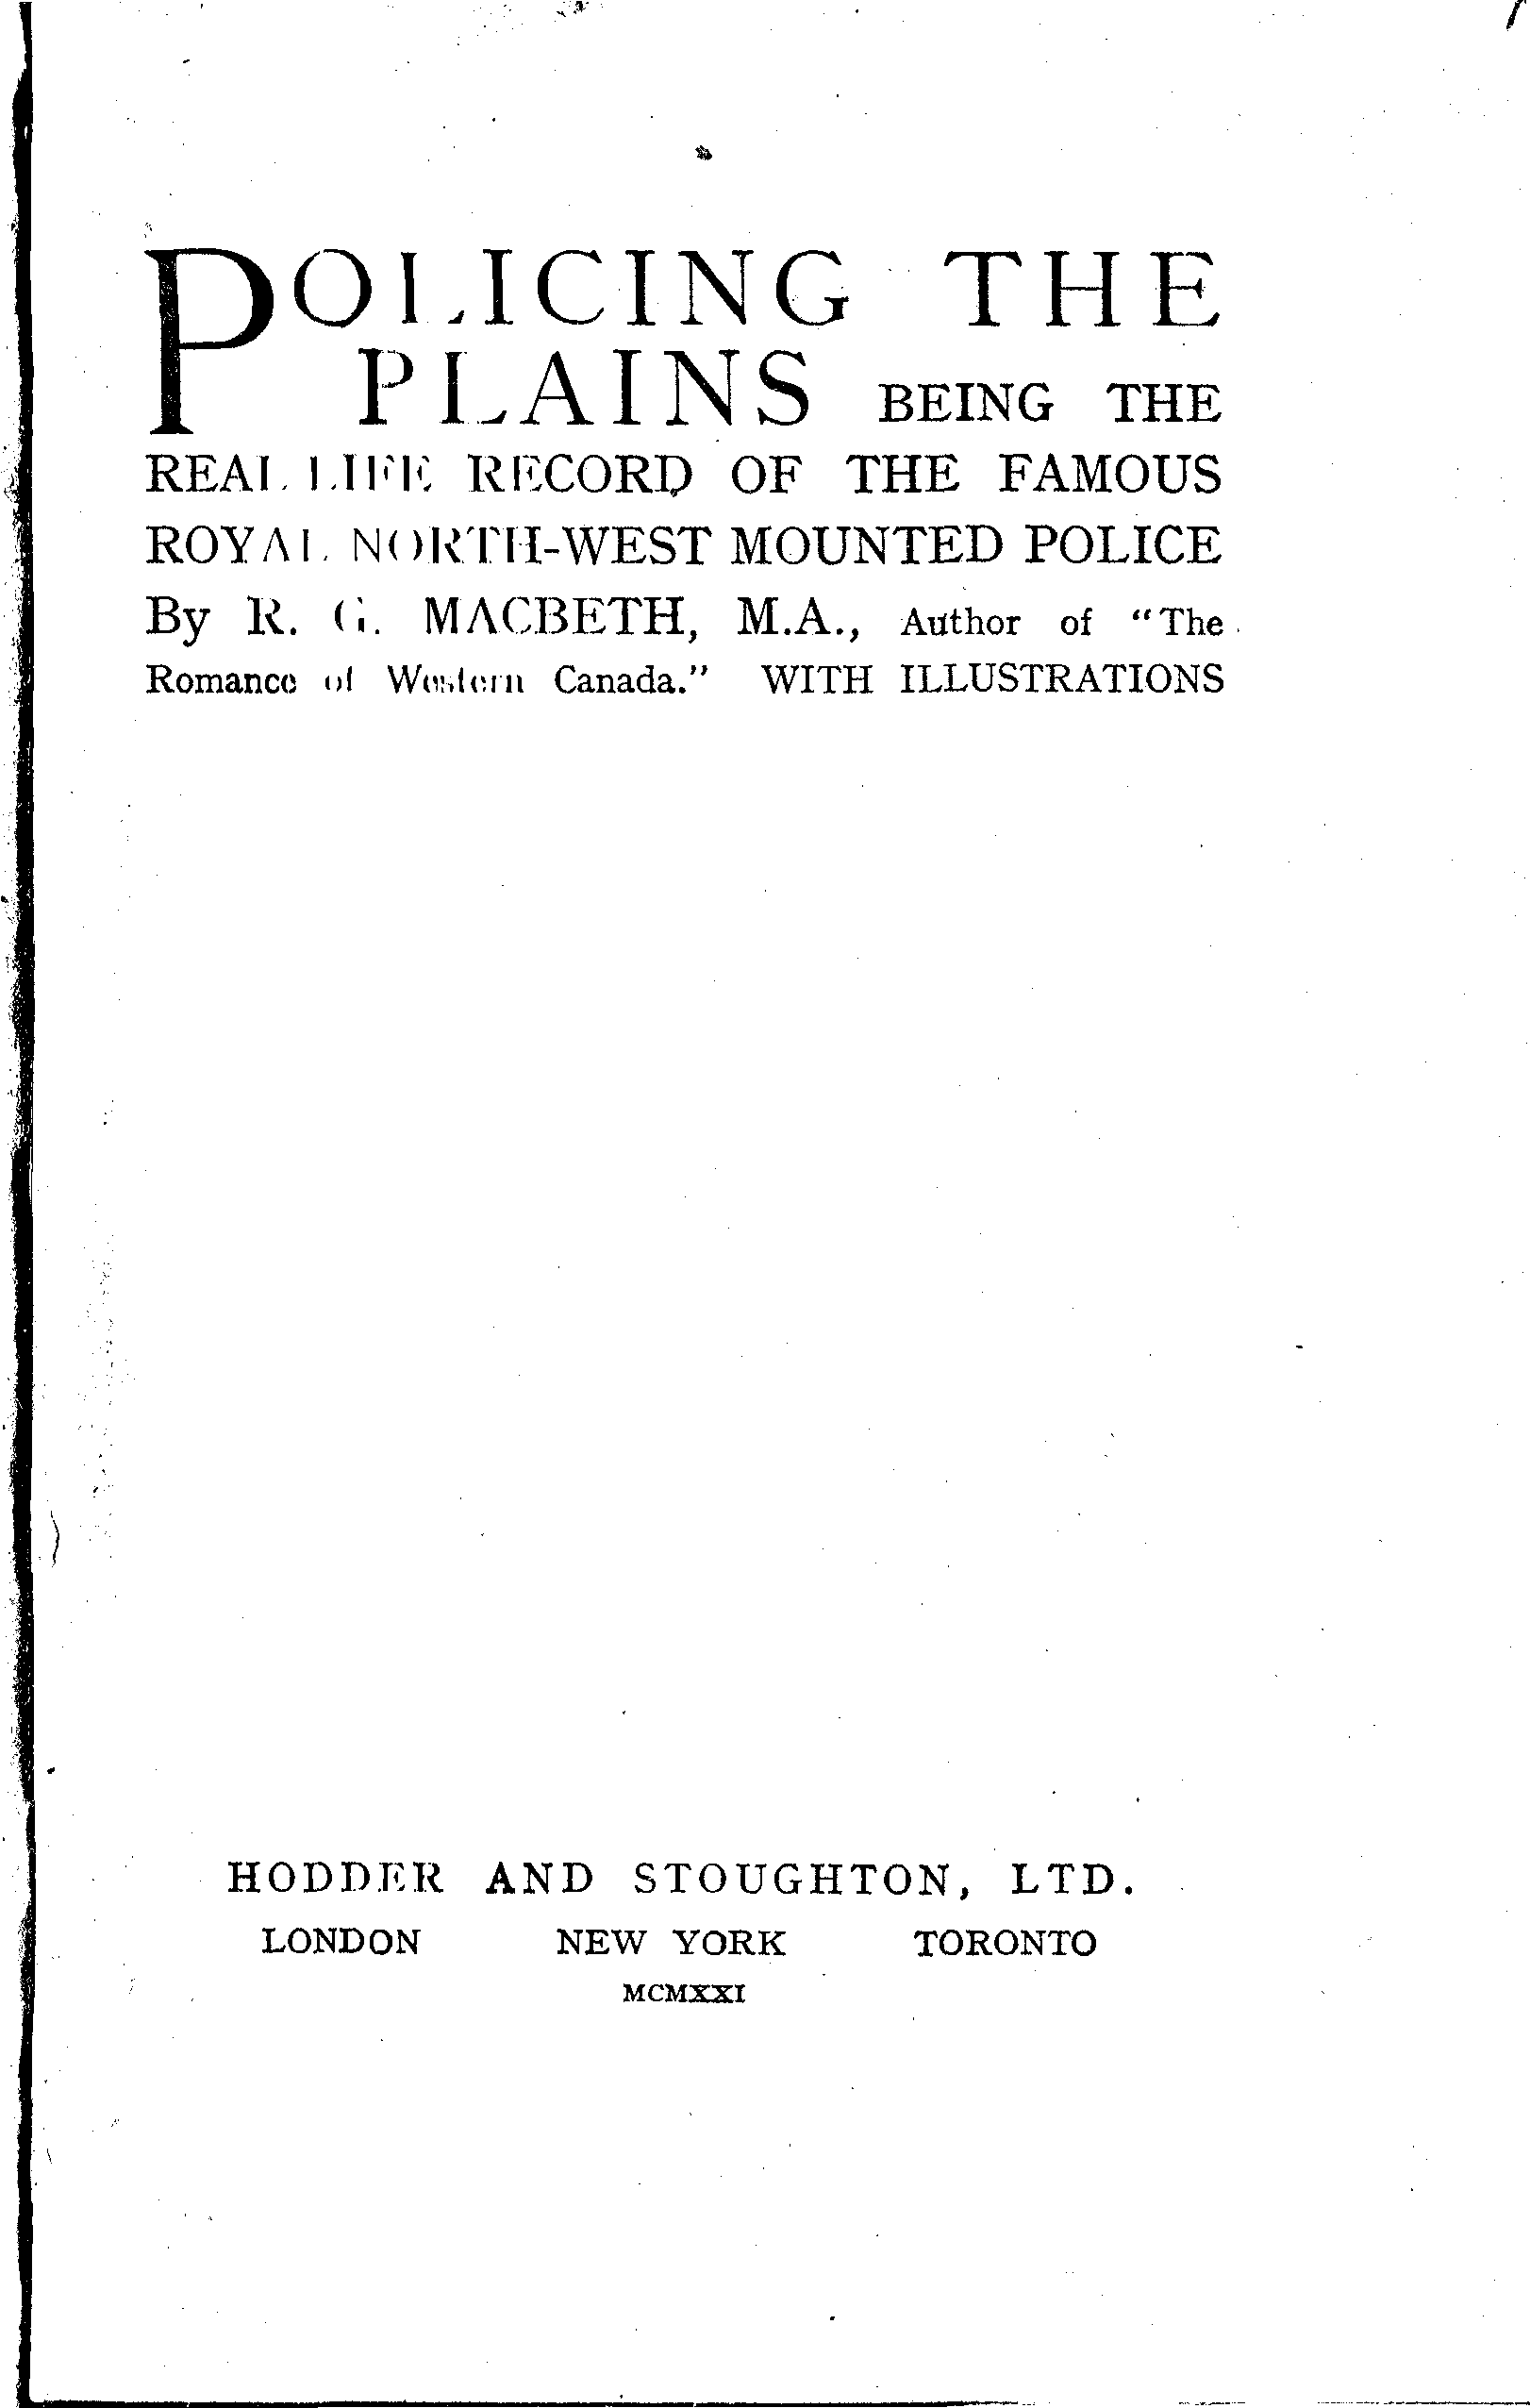 POLICING THE
PLAINS BEING THE
REAL LIFE RECORD OF THE FAMOUS
ROYAL NORTH-WEST MOUNTED POLICE
By R. G. MACBETH, M.A., Author of "The
Romance of Western Canada." WITH ILLUSTRATIONS
HODDER AND STOUGHTON, LTD.
LONDON NEW YORK TORONTO
MCMXXI